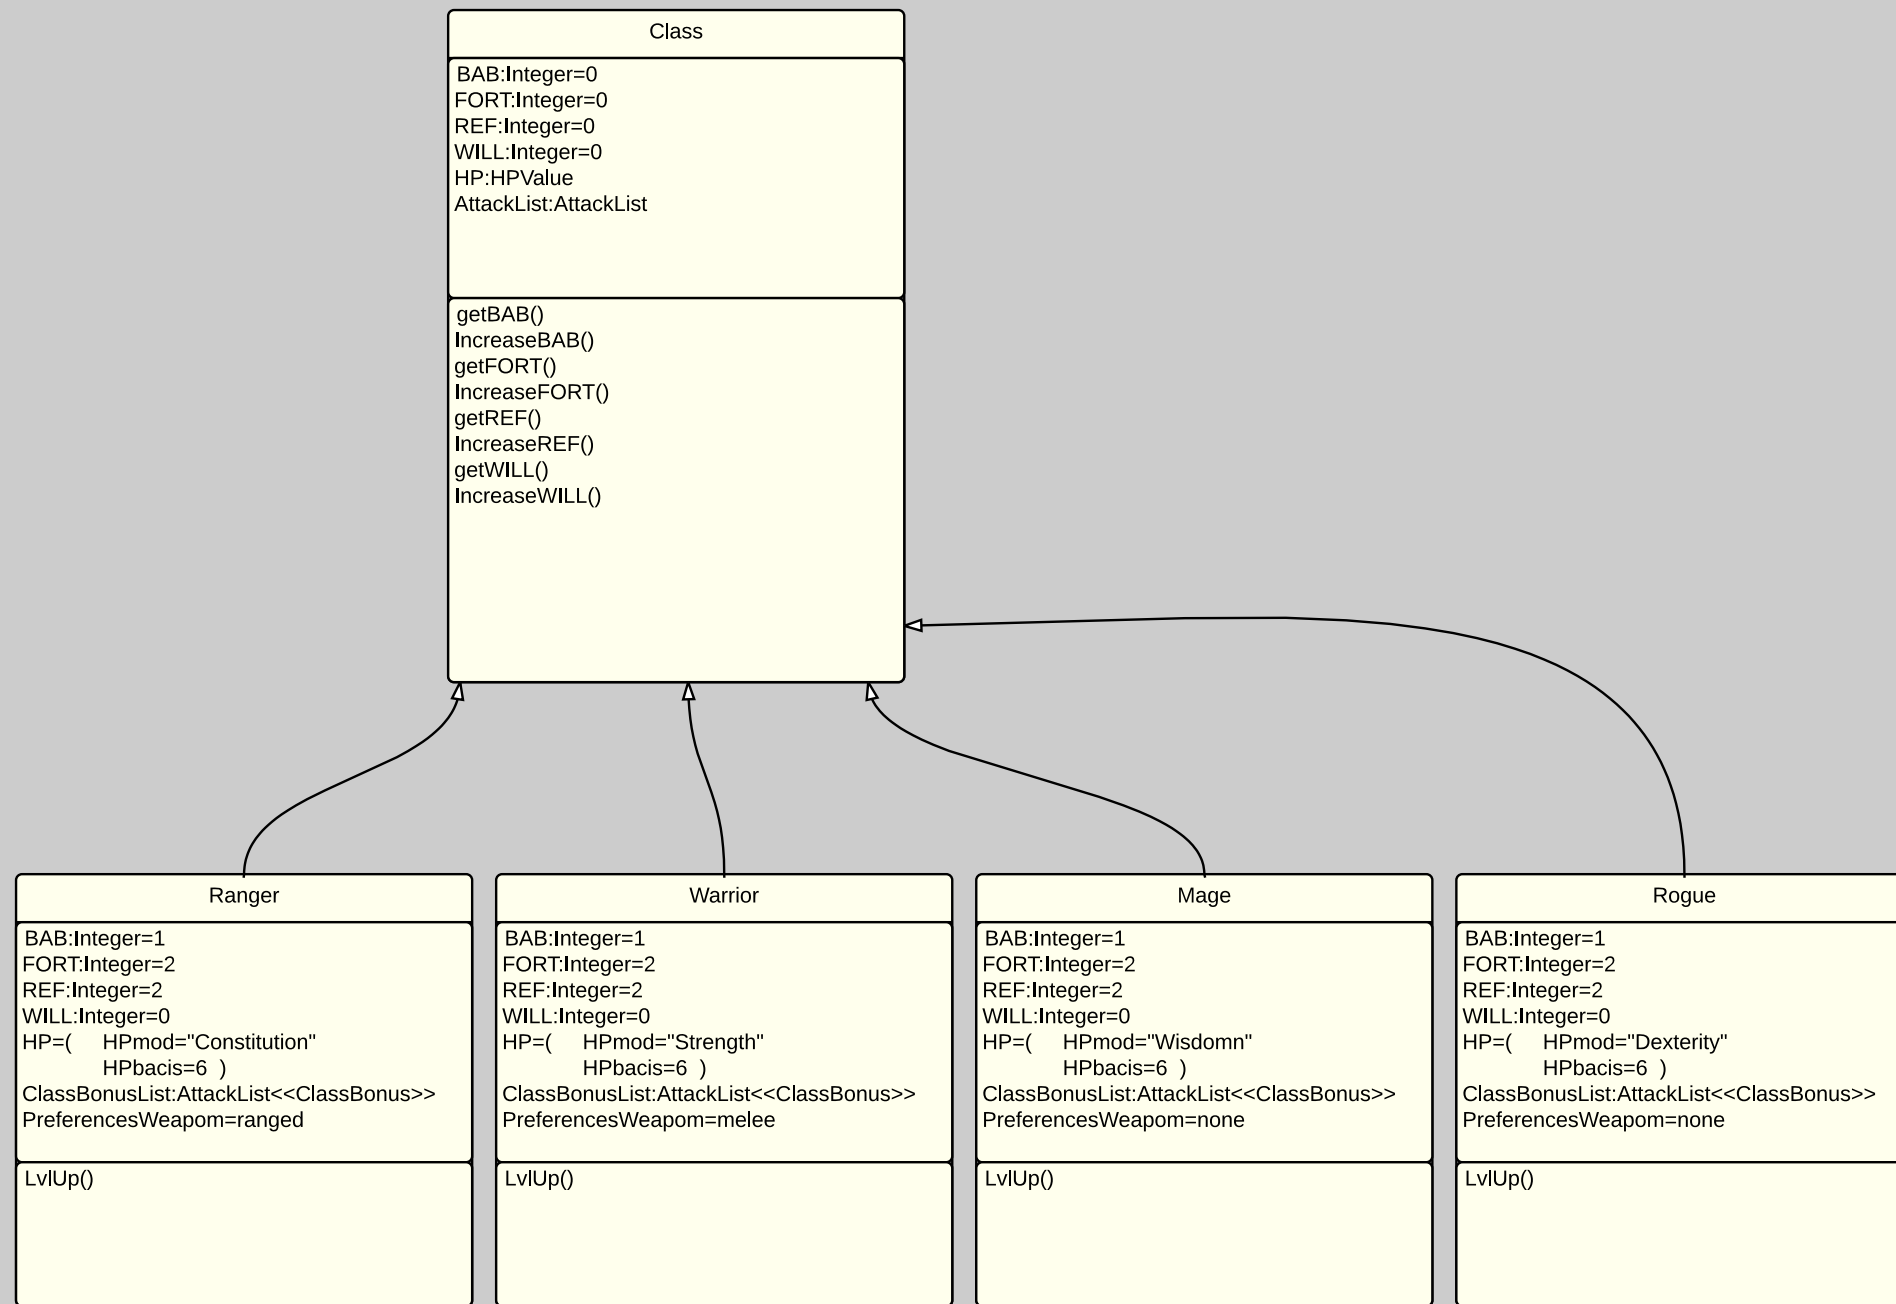 Class
BAB:Integer=0
FORT:Integer=0
REF:Integer=0
WILL:Integer=0
HP:HPValue
AttackList:AttackList
getBAB()
IncreaseBAB()
getFORT()
IncreaseFORT()
getREF()
IncreaseREF()
getWILL()
IncreaseWILL()
Ranger
BAB:Integer=1
FORT:Integer=2
REF:Integer=2
WILL:Integer=0
HP=( HPmod="Constitution"
HPbacis=6 )
ClassBonusList:AttackList<<ClassBonus>>
PreferencesWeapom=ranged
LvlUp()
Warrior
BAB:Integer=1
FORT:Integer=2
REF:Integer=2
WILL:Integer=0
HP=( HPmod="Strength"
HPbacis=6 )
ClassBonusList:AttackList<<ClassBonus>>
PreferencesWeapom=melee
LvlUp()
Mage
BAB:Integer=1
FORT:Integer=2
REF:Integer=2
WILL:Integer=0
HP=( HPmod="Wisdomn"
HPbacis=6 )
ClassBonusList:AttackList<<ClassBonus>>
PreferencesWeapom=none
LvlUp()
Rogue
BAB:Integer=1
FORT:Integer=2
REF:Integer=2
WILL:Integer=0
HP=( HPmod="Dexterity"
HPbacis=6 )
ClassBonusList:AttackList<<ClassBonus>>
PreferencesWeapom=none
LvlUp()